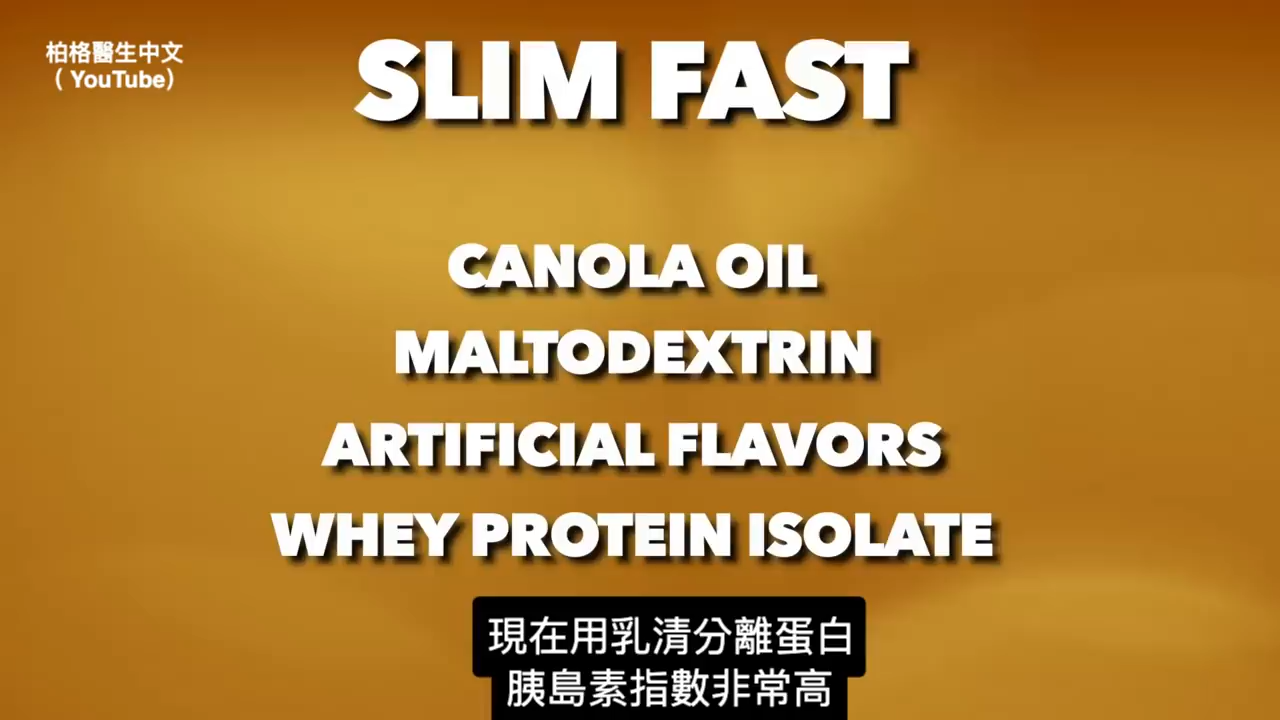 柏格醫生中文
（YouTube）
SLIM FAST
CANOLA OIL
MALTODEXTRIN
ARTIFICIAL FLAVORS
WHEY PROTEIN ISOLATE
現在用乳清分離蛋白
胰島素指數非常高